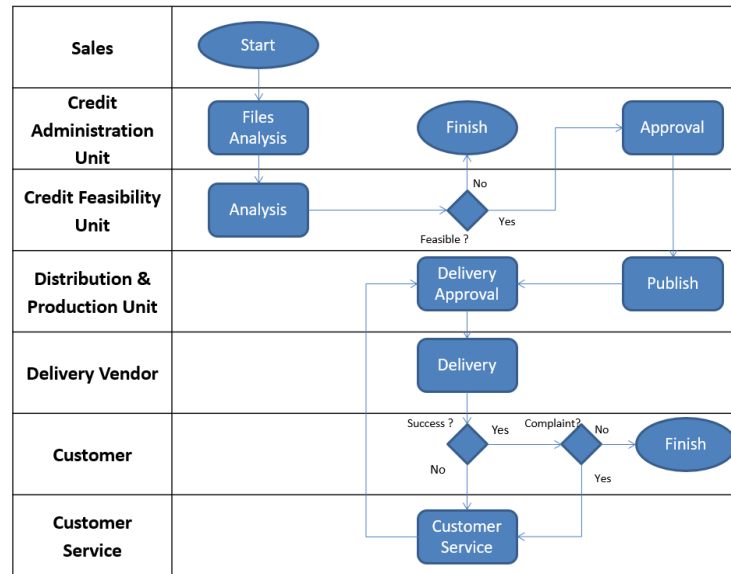 Sales
Start
Credit
Administration
Unit
Files
Analysis
Finish
Approval
Credit Feasibility
Unit
Analysis
No
Yes
Feasible ?
Distribution &
Production Unit
Delivery
Approval
Publish
Delivery Vendor
Delivery
Customer
Success ?
Yes
No
Complaint?
No
Yes
Finish
Customer
Service
Customer
Service